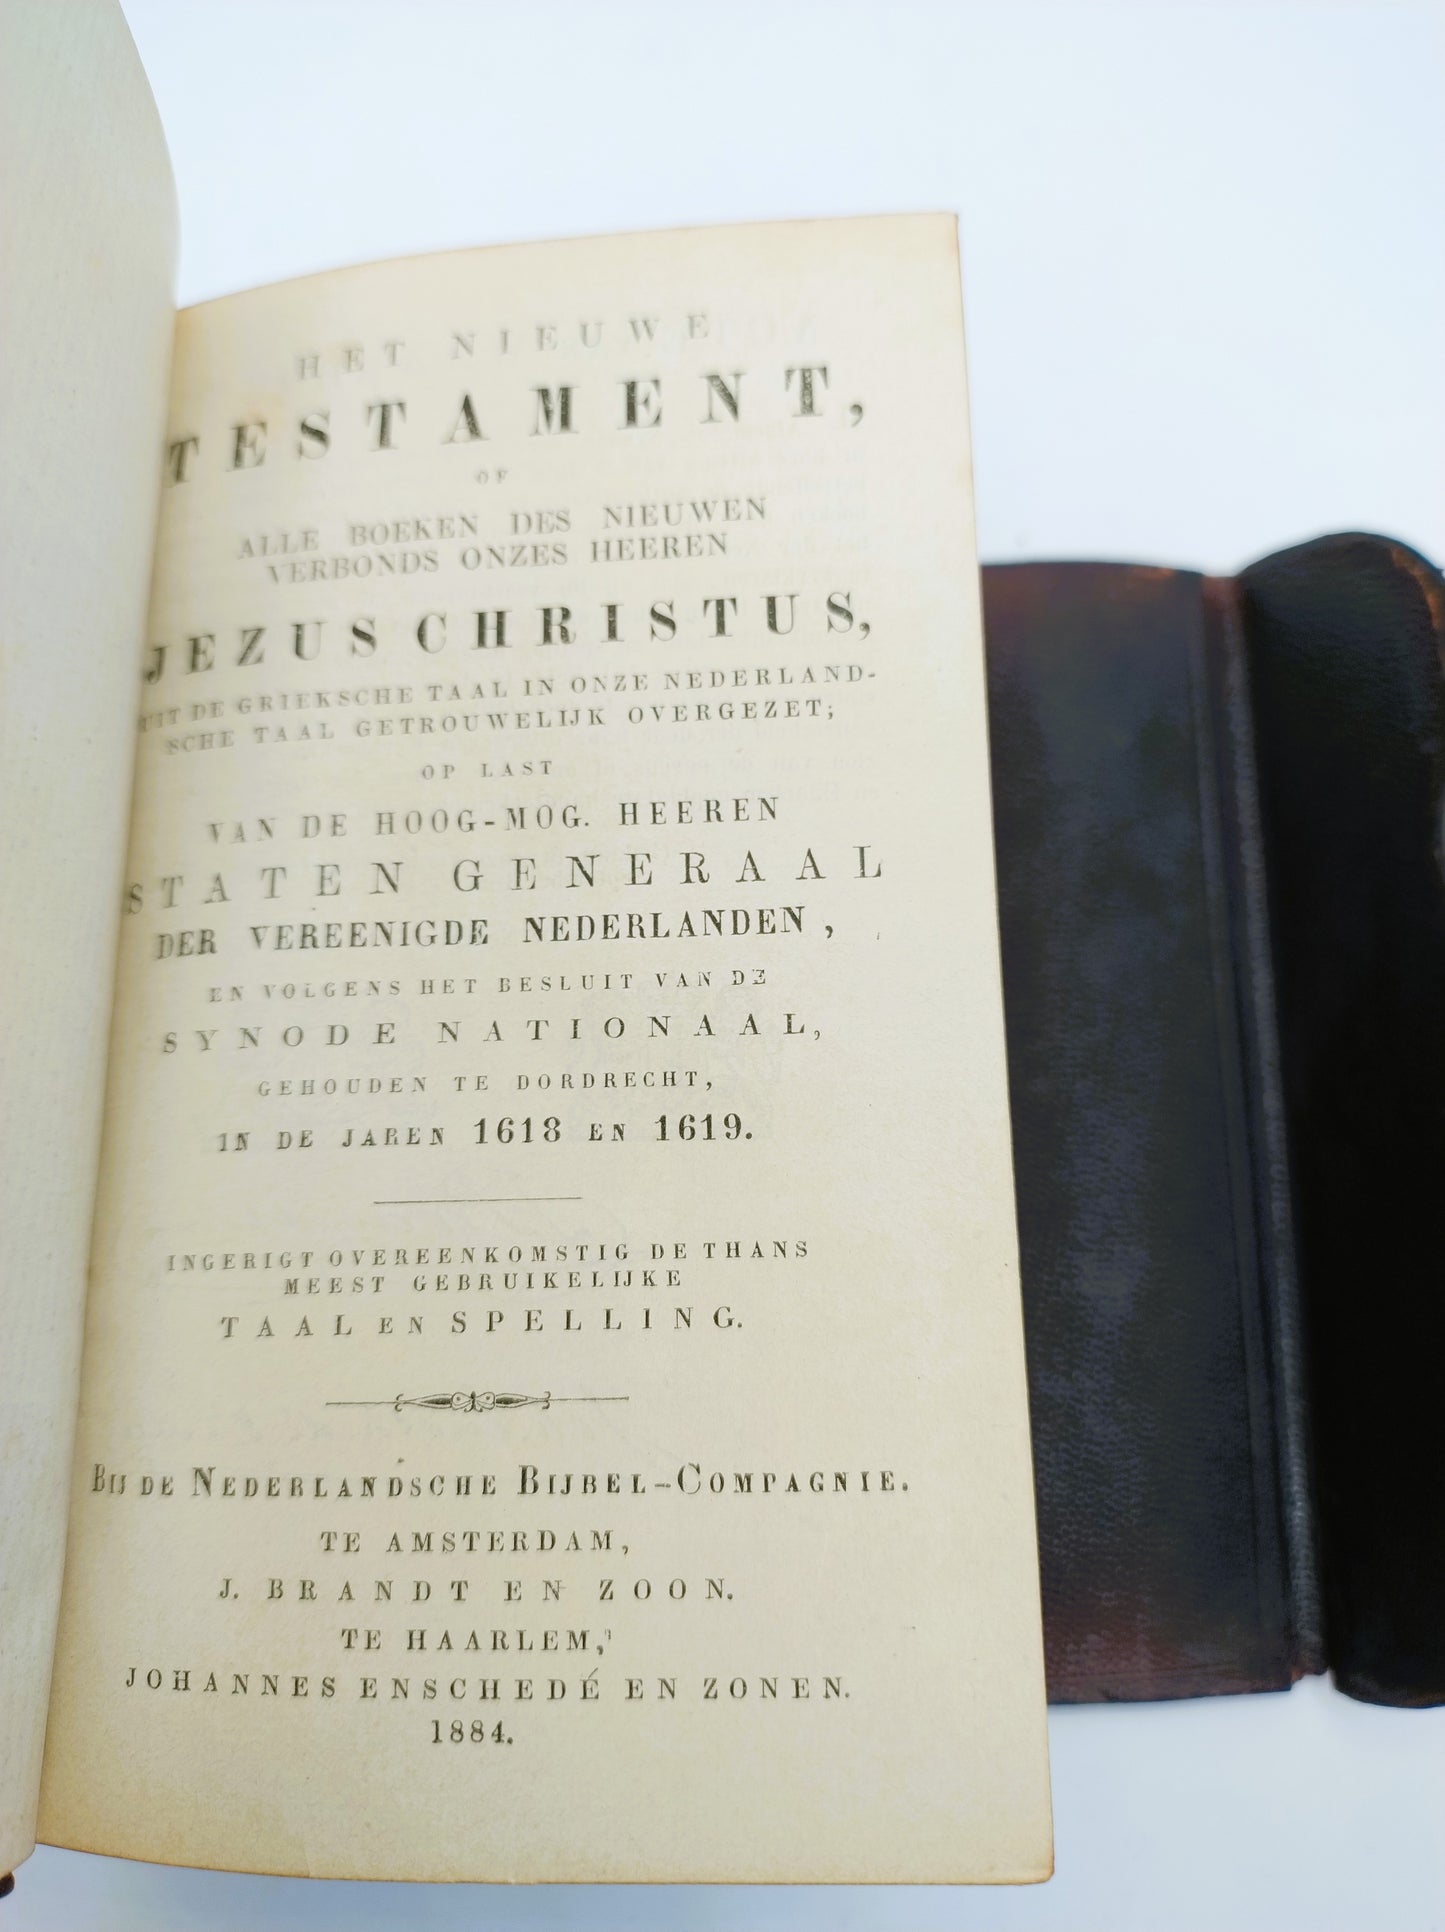 HET NIEUWE
TESTAMENT,
OF
ALLE BOEKEN DES NIEUWEN
VERBONDS ONZES HEEREN
JEZUS CHRISTUS,
UIT DE GRIEKSCHE TAAL IN ONZE NEDERLAND-
SCHE TAAL GETROUWELIJK OVERGEZET;
OP LAST
VAN DE HOOG-MOG. HEEREN
STATEN GENERAAL
DER VEREENIGDE NEDERLANDEN,
EN VOLGENS HET BESLUIT VAN DE
SYNODE NATIONAAL,
GEHOUDEN TE DORDRECHT,
IN DE JAREN 1618 EN 1619.
INGERIGT OVEREENKOMSTIG DE THANS
MEEST GEBRUIKELIJKE
TAAL EN SPELLING.
BIJ DE NEDERLANDSCHE BIJBEL-COMPAGNIE.
TE AMSTERDAM,
J. BRANDT EN ZOON.
TE HAARLEM,
JOHANNES ENSCHEDÉ EN ZONEN.
1884.